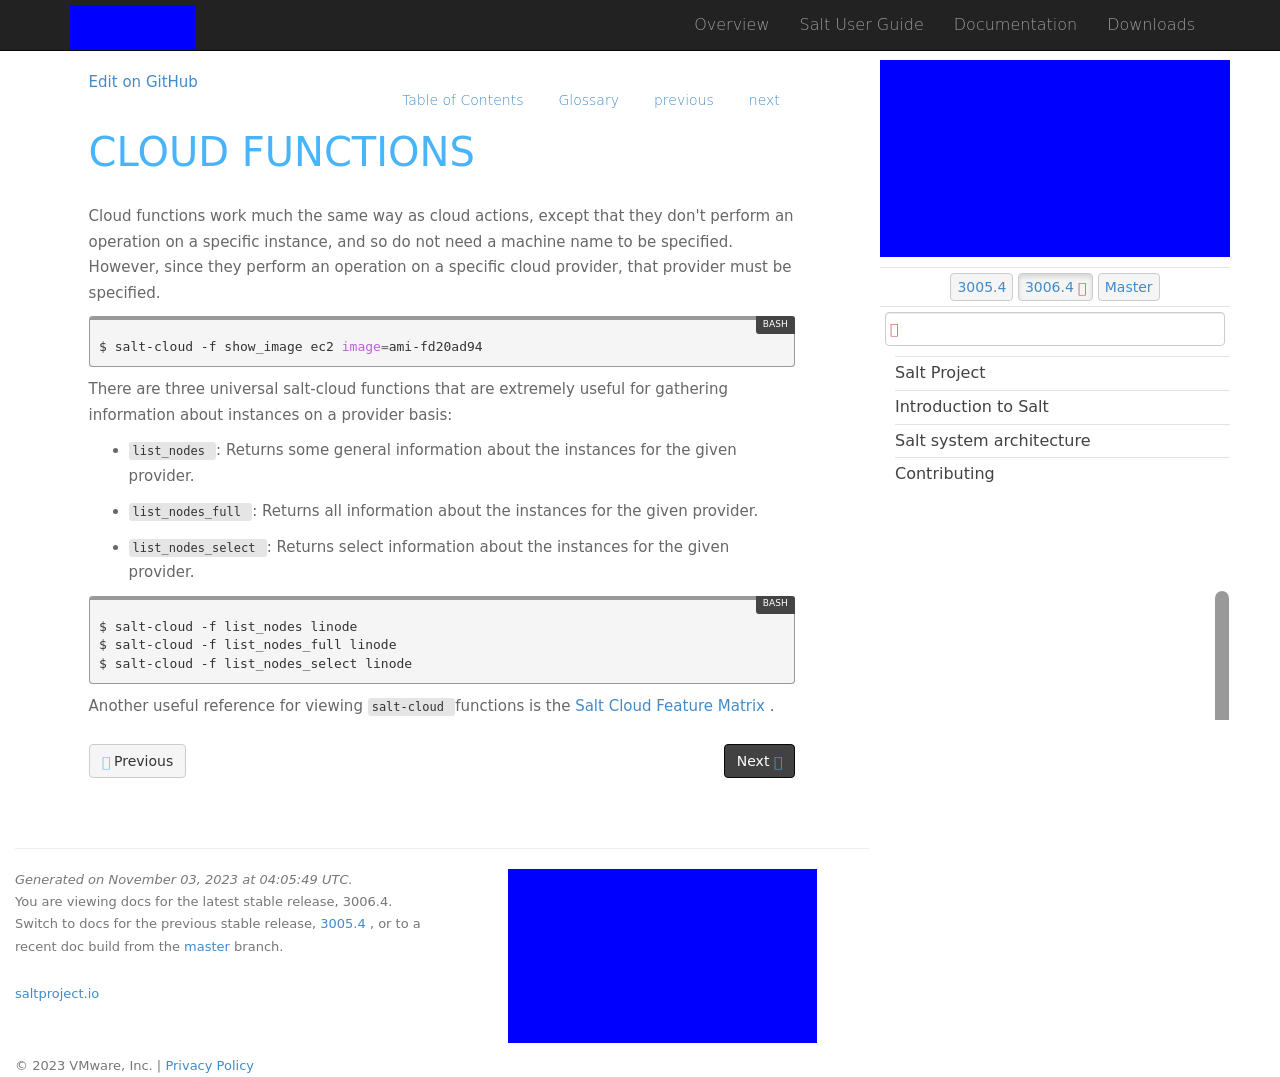 Overview Salt User Guide Documentation Downloads
Edit on GitHub
Table of Contents Glossary previous next
CLOUD FUNCTIONS
Cloud functions work much the same way as cloud actions, except that they don't perform an
operation on a specific instance, and so do not need a machine name to be specified.
However, since they perform an operation on a specific cloud provider, that provider must be
specified.
BASH
$ salt-cloud -f show_image ec2 image=ami-fd20ad94
There are three universal salt-cloud functions that are extremely useful for gathering
information about instances on a provider basis:
• list_nodes : Returns some general information about the instances for the given
provider.
• list_nodes_full : Returns all information about the instances for the given provider.
• list_nodes_select : Returns select information about the instances for the given
provider.
BASH
$ salt-cloud -f list_nodes linode
$ salt-cloud -f list_nodes_full linode
$ salt-cloud -f list_nodes_select linode
Another useful reference for viewing salt-cloud functions is the Salt Cloud Feature Matrix .
Previous Next
3005.4 3006.4 Master
Salt Project
Introduction to Salt
Salt system architecture
Contributing
Generated on November 03, 2023 at 04:05:49 UTC.
You are viewing docs for the latest stable release, 3006.4.
Switch to docs for the previous stable release, 3005.4 , or to a
recent doc build from the master branch.
saltproject.io
© 2023 VMware, Inc. | Privacy Policy